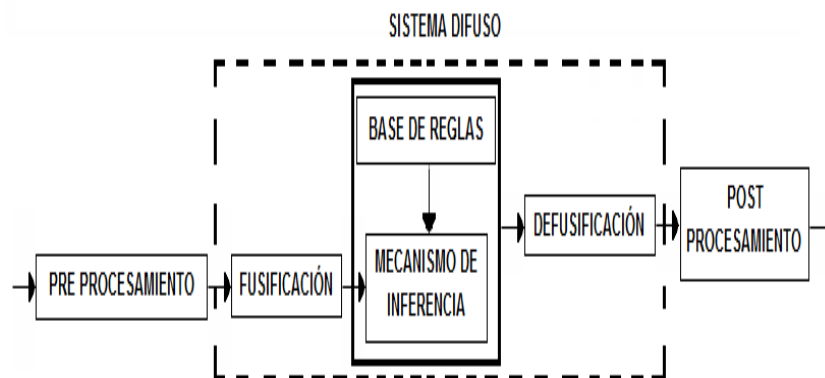 SISTEMA DIFUSO
BASE DE REGLAS
MECANISMO DE
INFERENCIA
PRE PROCESAMIENTO
FUSIFICACIÓN
DEFUSIFICACIÓN
POST
PROCESAMIENTO